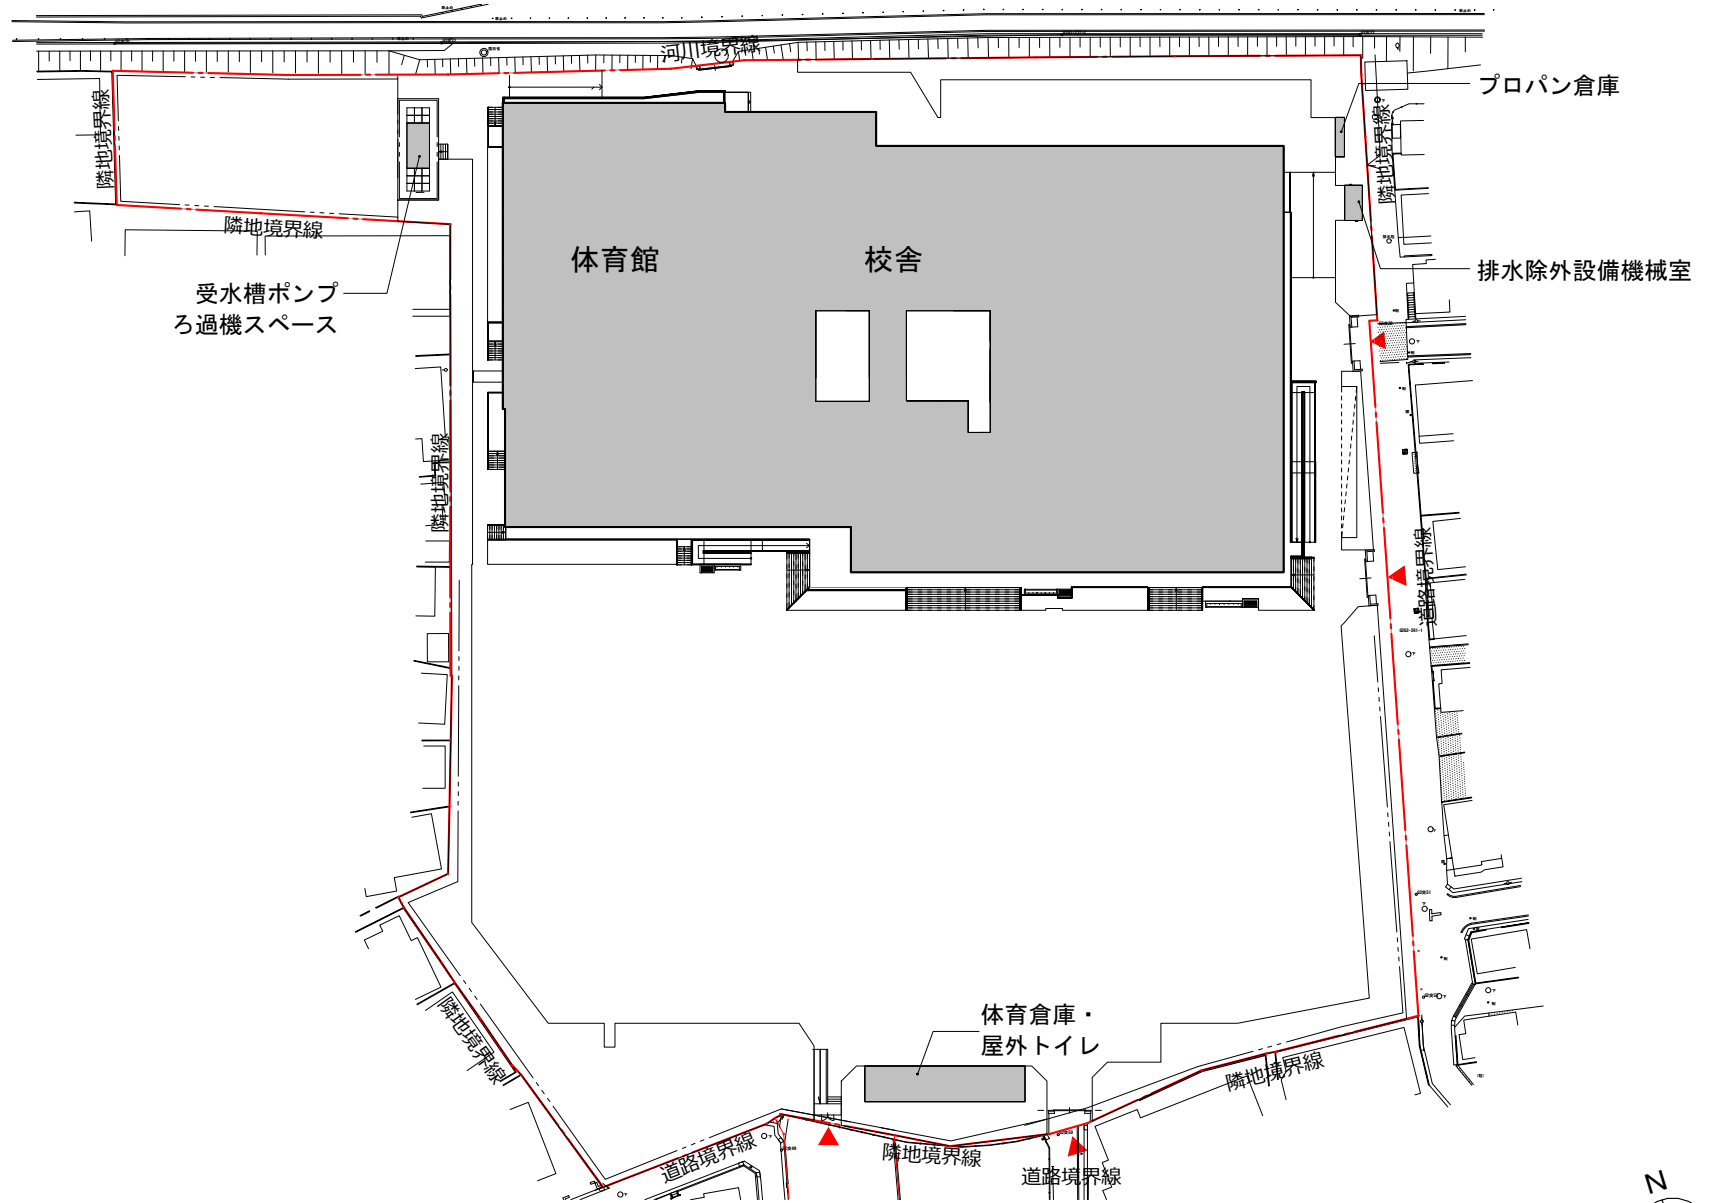 河川境界線
プロパン倉庫
隣地境界線
隣地境界線
隣地境界線
体育館
校舎
排水除外設備機械室
受水槽ポンプ
ろ過機スペース
隣地境界線
道路境界線
体育倉庫・
屋外トイレ
隣地境界線
隣地境界線
道路境界線
隣地境界線
道路境界線
N